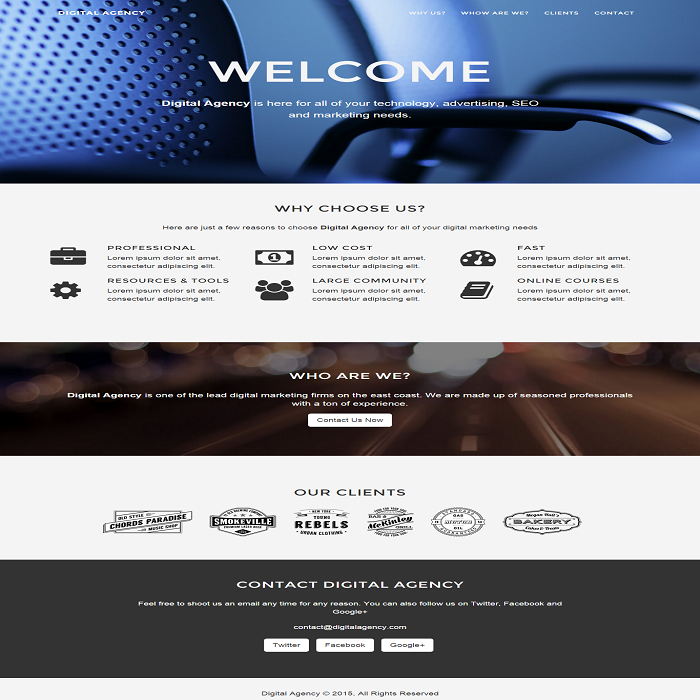 DIGITAL AGENCY
WHY US? WHOW ARE WE? CLIENTS CONTACT
WELCOME
Digital Agency is here for all of your technology, advertising, SEO
and marketing needs.
WHY CHOOSE US?
Here are just a few reasons to choose Digital Agency for all of your digital marketing needs
PROFESSIONAL
Lorem ipsum dolor sit amet,
consectetur adipiscing elit.
LOW COST
Lorem ipsum dolor sit amet,
consectetur adipiscing elit.
FAST
Lorem ipsum dolor sit amet,
consectetur adipiscing elit.
RESOURCES & TOOLS
Lorem ipsum dolor sit amet,
consectetur adipiscing elit.
LARGE COMMUNITY
Lorem ipsum dolor sit amet,
consectetur adipiscing elit.
ONLINE COURSES
Lorem ipsum dolor sit amet,
consectetur adipiscing elit.
WHO ARE WE?
Digital Agency is one of the lead digital marketing firms on the east coast. We are made up of seasoned professionals
with a ton of experience.
Contact Us Now
OUR CLIENTS
OLD STYLE
CHORDS PARADISE
MUSIC SHOP
SMOKEVILLE
NEW YORK
YOUNG
REBELS
URBAN CLOTHING
McKinley
STANDARD
GAS
MOTOR
OIL
BAKERY
CONTACT DIGITAL AGENCY
Feel free to shoot us an email any time for any reason. You can also follow us on Twitter, Facebook and
Google+
contact@digitalagency.com
Twitter Facebook Google+
Digital Agency © 2015, All Rights Reserved